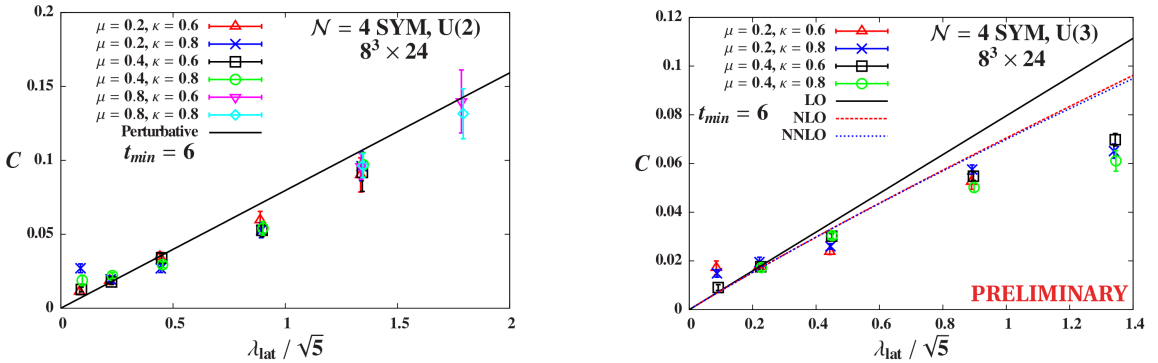 0.2
0.15
0.1
0.05
0
C
μ = 0.2, κ = 0.6
μ = 0.2, κ = 0.8
μ = 0.4, κ = 0.6
μ = 0.4, κ = 0.8
μ = 0.8, κ = 0.6
μ = 0.8, κ = 0.8
Perturbative
t_min = 6
𝒩 = 4 SYM, U(2)
8³ × 24
0 0.5 1 1.5 2
λ_lat / √5
0.12
0.1
0.08
0.06
0.04
0.02
0
C
μ = 0.2, κ = 0.6
μ = 0.2, κ = 0.8
μ = 0.4, κ = 0.6
μ = 0.4, κ = 0.8
LO
NLO
NNLO
t_min = 6
𝒩 = 4 SYM, U(3)
8³ × 24
PRELIMINARY
0 0.2 0.4 0.6 0.8 1 1.2 1.4
λ_lat / √5